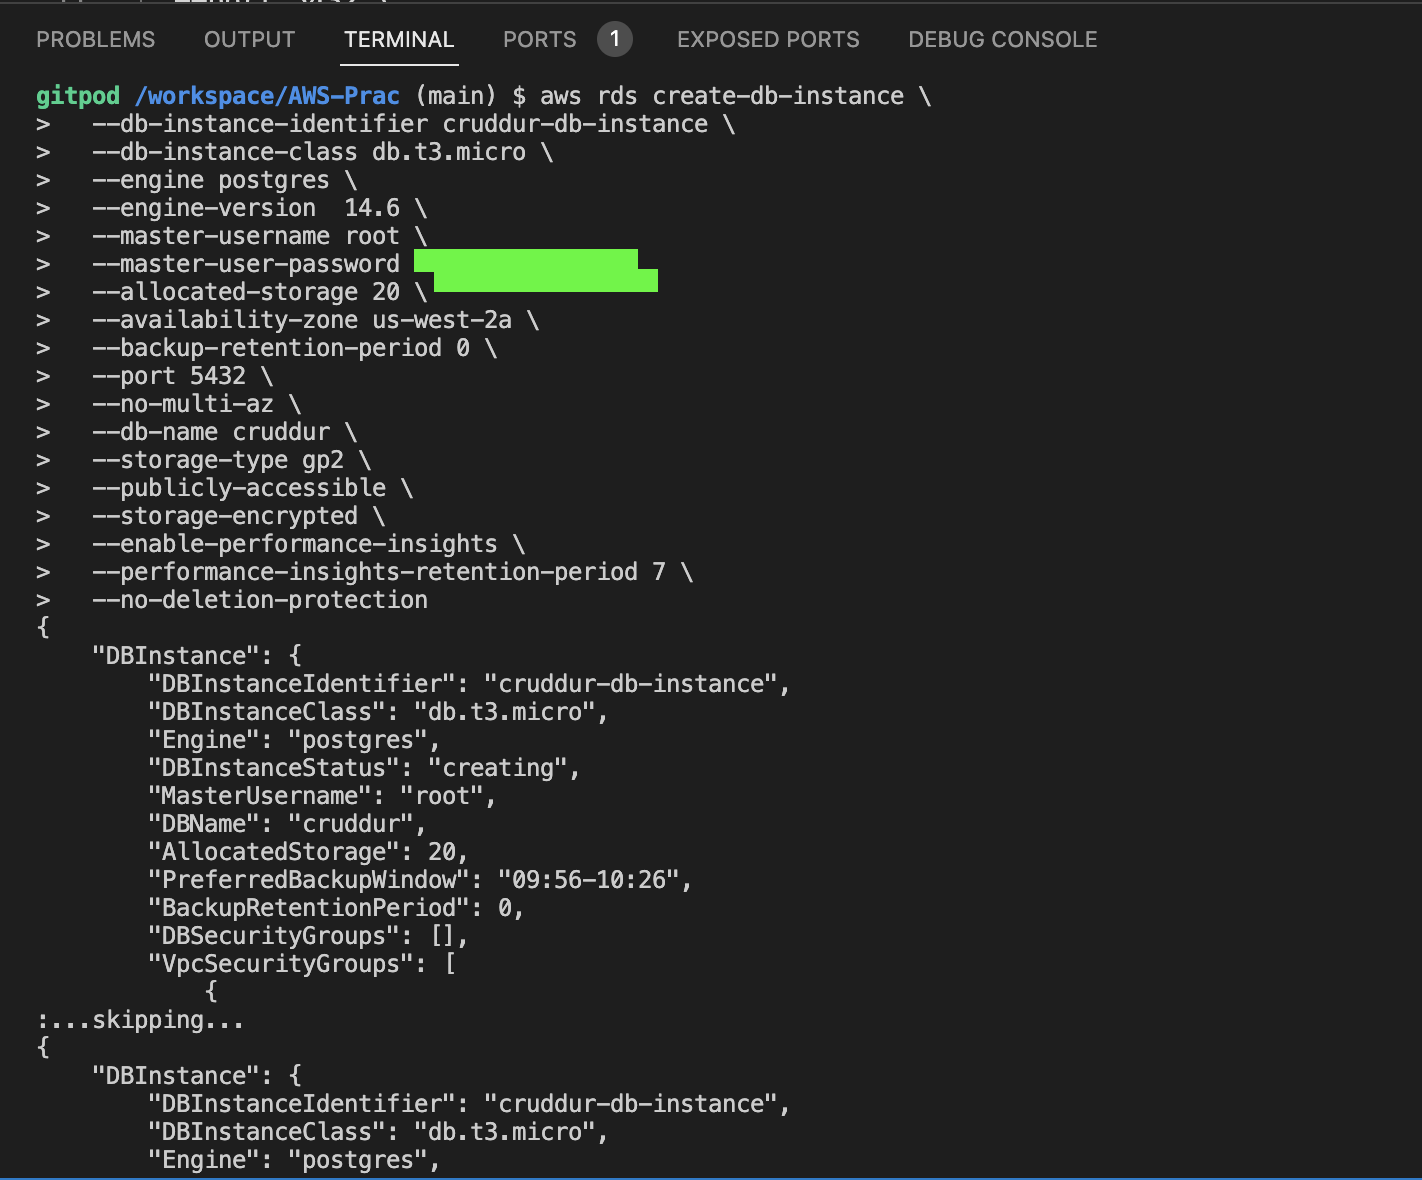 PROBLEMS OUTPUT TERMINAL PORTS 1 EXPOSED PORTS DEBUG CONSOLE
gitpod /workspace/AWS-Prac (main) $ aws rds create-db-instance \
>   --db-instance-identifier cruddur-db-instance \
>   --db-instance-class db.t3.micro \
>   --engine postgres \
>   --engine-version  14.6 \
>   --master-username root \
>   --master-user-password
>   --allocated-storage 20 \
>   --availability-zone us-west-2a \
>   --backup-retention-period 0 \
>   --port 5432 \
>   --no-multi-az \
>   --db-name cruddur \
>   --storage-type gp2 \
>   --publicly-accessible \
>   --storage-encrypted \
>   --enable-performance-insights \
>   --performance-insights-retention-period 7 \
>   --no-deletion-protection
{
    "DBInstance": {
        "DBInstanceIdentifier": "cruddur-db-instance",
        "DBInstanceClass": "db.t3.micro",
        "Engine": "postgres",
        "DBInstanceStatus": "creating",
        "MasterUsername": "root",
        "DBName": "cruddur",
        "AllocatedStorage": 20,
        "PreferredBackupWindow": "09:56-10:26",
        "BackupRetentionPeriod": 0,
        "DBSecurityGroups": [],
        "VpcSecurityGroups": [
            {
:...skipping...
{
    "DBInstance": {
        "DBInstanceIdentifier": "cruddur-db-instance",
        "DBInstanceClass": "db.t3.micro",
        "Engine": "postgres",